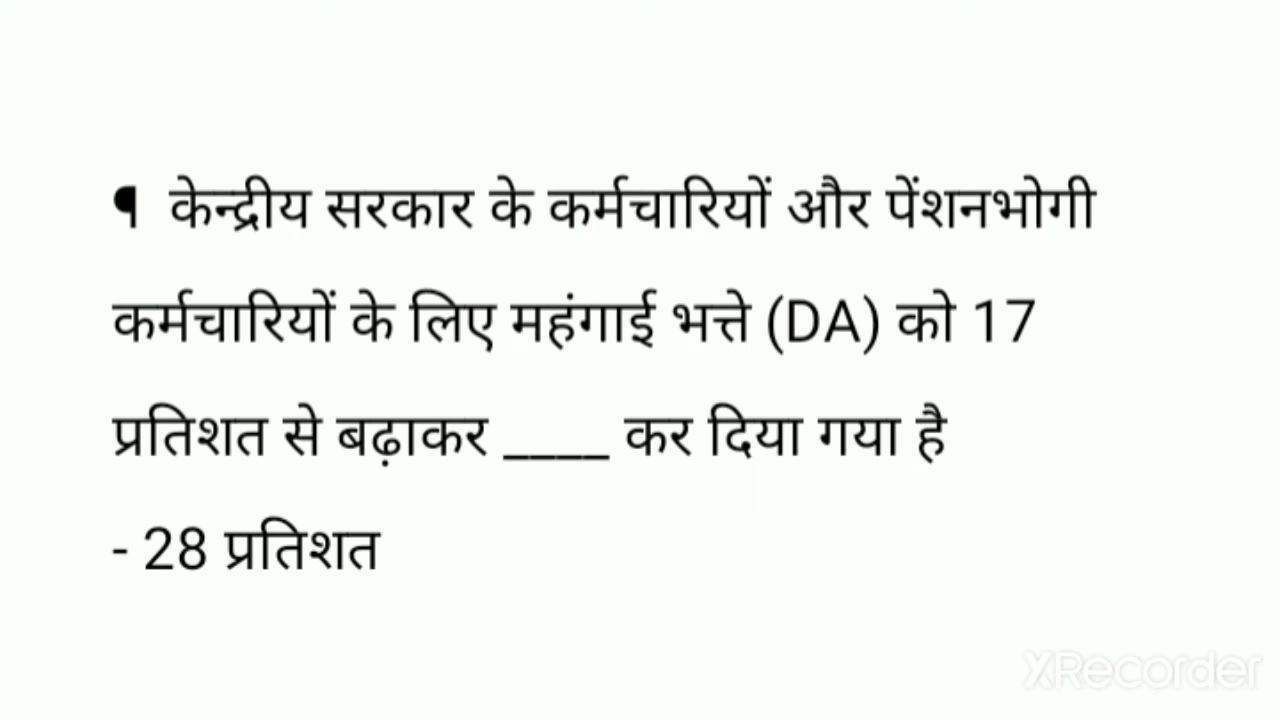 ¶ केन्द्रीय सरकार के कर्मचारियों और पेंशनभोगी
कर्मचारियों के लिए महंगाई भत्ते (DA) को 17
प्रतिशत से बढ़ाकर ____ कर दिया गया है
- 28 प्रतिशत
XRecorder